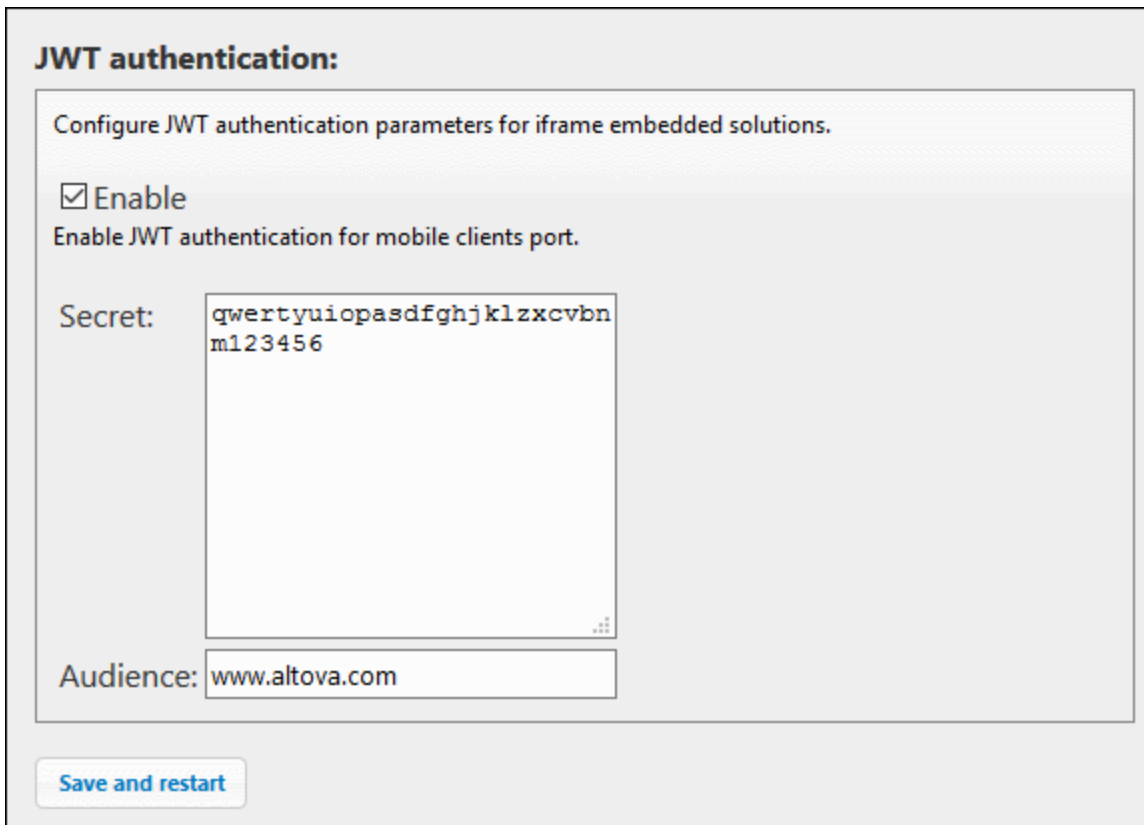 JWT authentication:
Configure JWT authentication parameters for iframe embedded solutions.
Enable
Enable JWT authentication for mobile clients port.
Secret:
qwertyuiopasdfghjklzxcvbn
m123456
Audience:
www.altova.com
Save and restart